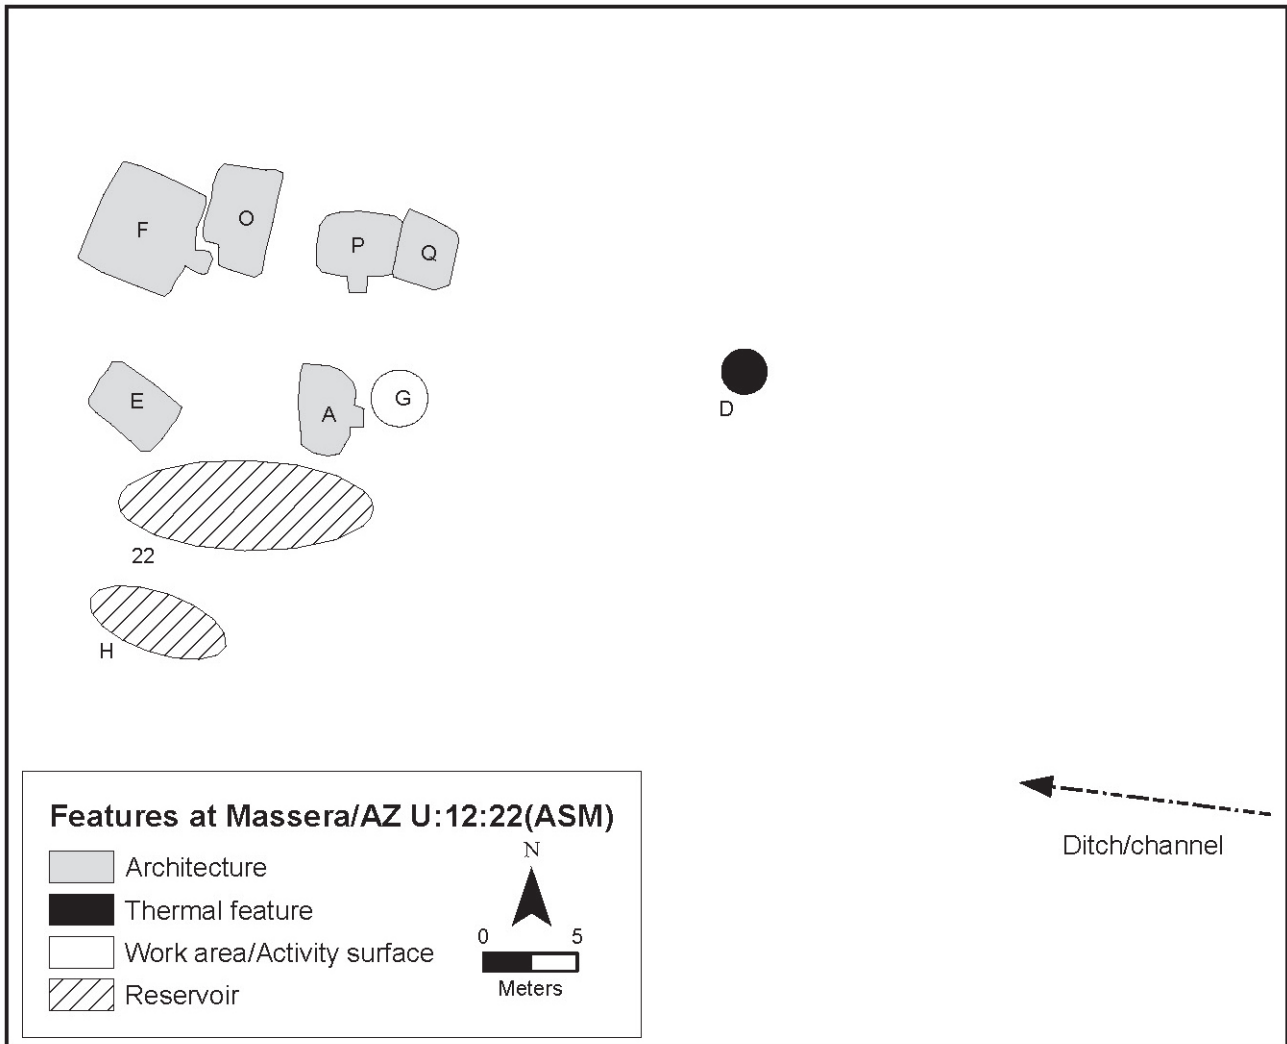 F
O
P
Q
E
A
G
D
22
H
Features at Massera/AZ U:12:22(ASM)
Architecture
Thermal feature
Work area/Activity surface
Reservoir
N
0 5
Meters
Ditch/channel